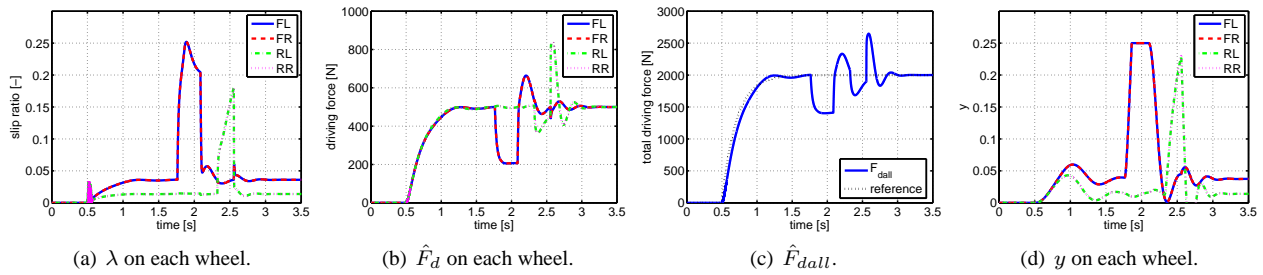 slip ratio [−]
0.25
0.2
0.15
0.1
0.05
0
0 0.5 1 1.5 2 2.5 3 3.5
time [s]
FL
FR
RL
RR
(a) λ on each wheel.
driving force [N]
1000
800
600
400
200
0
0 0.5 1 1.5 2 2.5 3 3.5
time [s]
FL
FR
RL
RR
(b) F̂_d on each wheel.
total driving force [N]
3000
2500
2000
1500
1000
500
0
0 0.5 1 1.5 2 2.5 3 3.5
time [s]
F_dall
reference
(c) F̂_dall.
y
0.3
0.25
0.2
0.15
0.1
0.05
0
0 0.5 1 1.5 2 2.5 3 3.5
time [s]
FL
FR
RL
RR
(d) y on each wheel.